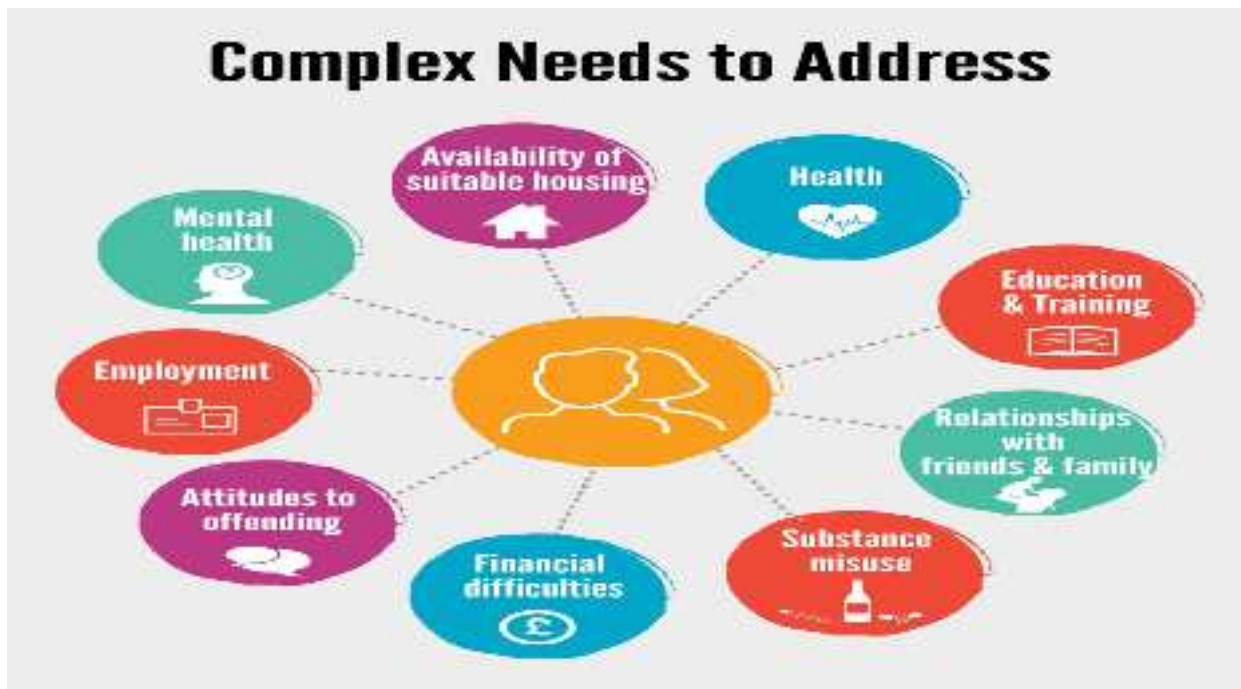 Complex Needs to Address
Availability of
suitable housing
Health
Mental
health
Education
& Training
Employment
Relationships
with
friends & family
Attitudes to
offending
Substance
misuse
Financial
difficulties
£